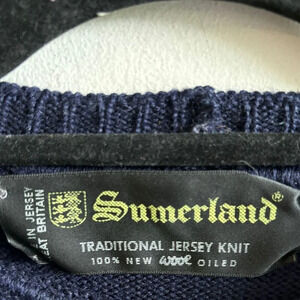 IN JERSEY
EAT BRITAIN
Sumerland®
TRADITIONAL JERSEY KNIT
100% NEW wool OILED